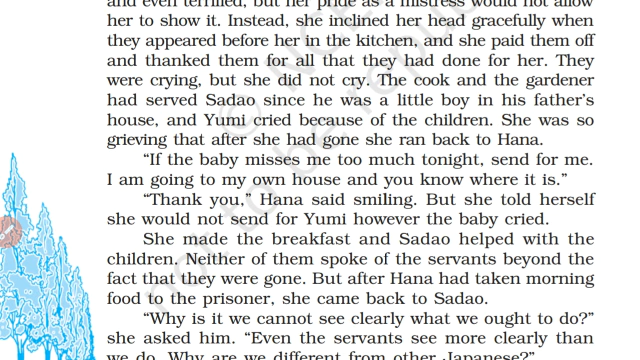 and even terrified, but her pride as a mistress would not allow
her to show it. Instead, she inclined her head gracefully when
they appeared before her in the kitchen, and she paid them off
and thanked them for all that they had done for her. They
were crying, but she did not cry. The cook and the gardener
had served Sadao since he was a little boy in his father’s
house, and Yumi cried because of the children. She was so
grieving that after she had gone she ran back to Hana.
“If the baby misses me too much tonight, send for me.
I am going to my own house and you know where it is.”
“Thank you,” Hana said smiling. But she told herself
she would not send for Yumi however the baby cried.
She made the breakfast and Sadao helped with the
children. Neither of them spoke of the servants beyond the
fact that they were gone. But after Hana had taken morning
food to the prisoner, she came back to Sadao.
“Why is it we cannot see clearly what we ought to do?”
she asked him. “Even the servants see more clearly than
we do. Why are we different from other Japanese?”